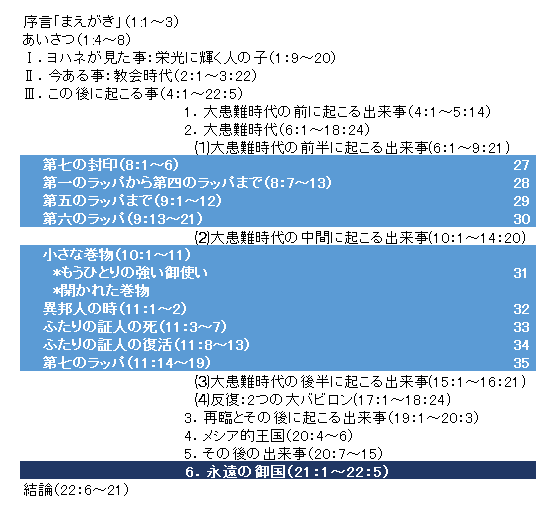 序言「まえがき」(1:1～3)
あいさつ(1:4～8)
Ⅰ．ヨハネが見た事：栄光に輝く人の子(1:9～20)
Ⅱ．今ある事：教会時代(2:1～3:22)
Ⅲ．この後に起こる事(4:1～22:5)
1．大患難時代の前に起こる出来事(4:1～5:14)
2．大患難時代(6:1～18:24)
⑴大患難時代の前半に起こる出来事(6:1～9:21)
第七の封印(8:1～6) 27
第一のラッパから第四のラッパまで(8:7～13) 28
第五のラッパまで(9:1～12) 29
第六のラッパ(9:13～21) 30
⑵大患難時代の中間に起こる出来事(10:1～14:20)
小さな巻物(10:1～11)
*もうひとりの強い御使い 31
*開かれた巻物
異邦人の時(11:1～2) 32
ふたりの証人の死(11:3～7) 33
ふたりの証人の復活(11:8～13) 34
第七のラッパ(11:14～19) 35
⑶大患難時代の後半に起こる出来事(15:1～16:21)
⑷反復：2つの大バビロン(17:1～18:24)
3．再臨とその後に起こる出来事(19:1～20:3)
4．メシア的王国(20:4～6)
5．その後の出来事(20:7～15)
6．永遠の御国(21:1～22:5)
結論(22:6～21)